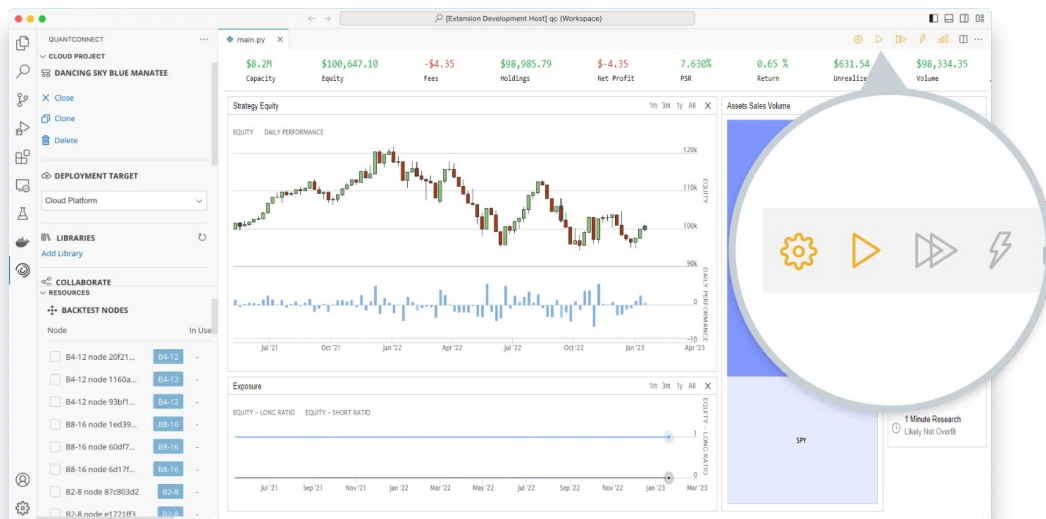 [Extension Development Host] qc (Workspace)
QUANTCONNECT
CLOUD PROJECT
DANCING SKY BLUE MANATEE
Close
Clone
Delete
DEPLOYMENT TARGET
Cloud Platform
LIBRARIES
Add Library
COLLABORATE
RESOURCES
BACKTEST NODES
Node In Use
B4-12 node 20f21... B4-12 -
B4-12 node 1160a... B4-12 -
B4-12 node 93bf1... B4-12 -
B8-16 node 1ed39... B8-16 -
B8-16 node 60df7... B8-16 -
B8-16 node 6d17f... B8-16 -
B2-8 node 87c803d2 B2-8 -
B2-8 node e1721ff3 B2-8 -
main.py
$8.2M $100,647.10 -$4.35 $98,985.79 $-4.35 7.630% 0.65 % $631.54 $98,334.35
Capacity Equity Fees Holdings Net Profit PSR Return Unrealize Volume
Strategy Equity 1m 3m 1y All X
EQUITY DAILY PERFORMANCE
120k
110k
100k
90k
EQUITY
0
-10
DAILY PERFORMANCE
Jul '21 Oct '21 Jan '22 Apr '22 Jul '22 Oct '22 Jan '23 Apr '23
Exposure 1m 3m 1y All X
EQUITY - LONG RATIO EQUITY - SHORT RATIO
1
0
EQUITY - LONG RATIO
Jul '21 Sep '21 Nov '21 Jan '22 Mar '22 May '22 Jul '22 Sep '22 Nov '22 Jan '23 Mar '23
Assets Sales Volume
SPY
1 Minute Research
Likely Not Overfit